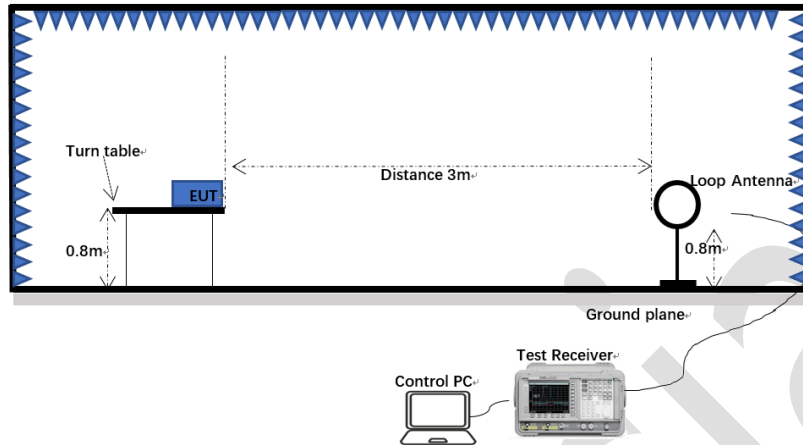 Turn table
Distance 3m
Loop Antenna
EUT
0.8m
0.8m
Ground plane
Test Receiver
Control PC